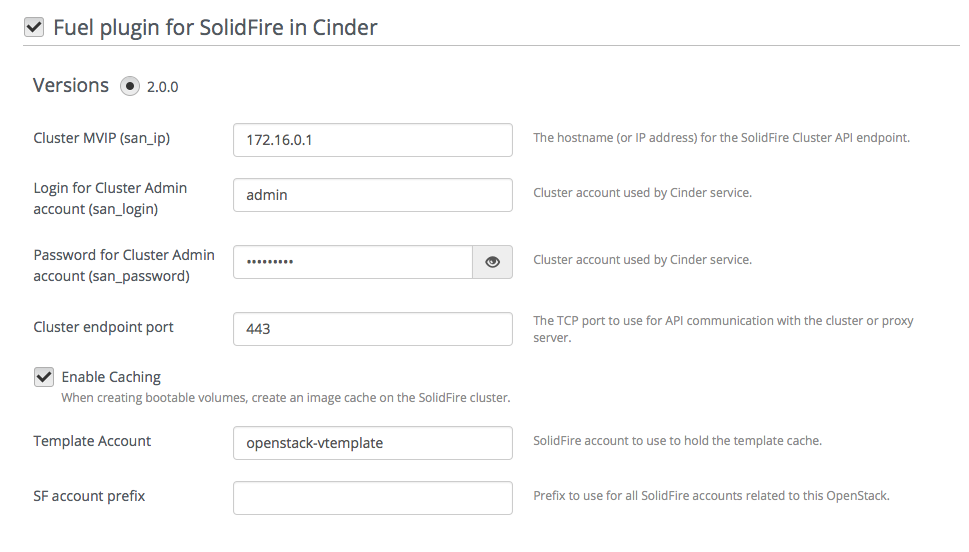 Fuel plugin for SolidFire in Cinder
Versions 2.0.0
Cluster MVIP (san_ip) 172.16.0.1 The hostname (or IP address) for the SolidFire Cluster API endpoint.
Login for Cluster Admin
account (san_login) admin Cluster account used by Cinder service.
Password for Cluster Admin
account (san_password) ••••••••• Cluster account used by Cinder service.
Cluster endpoint port 443 The TCP port to use for API communication with the cluster or proxy
server.
Enable Caching
When creating bootable volumes, create an image cache on the SolidFire cluster.
Template Account openstack-vtemplate SolidFire account to use to hold the template cache.
SF account prefix Prefix to use for all SolidFire accounts related to this OpenStack.